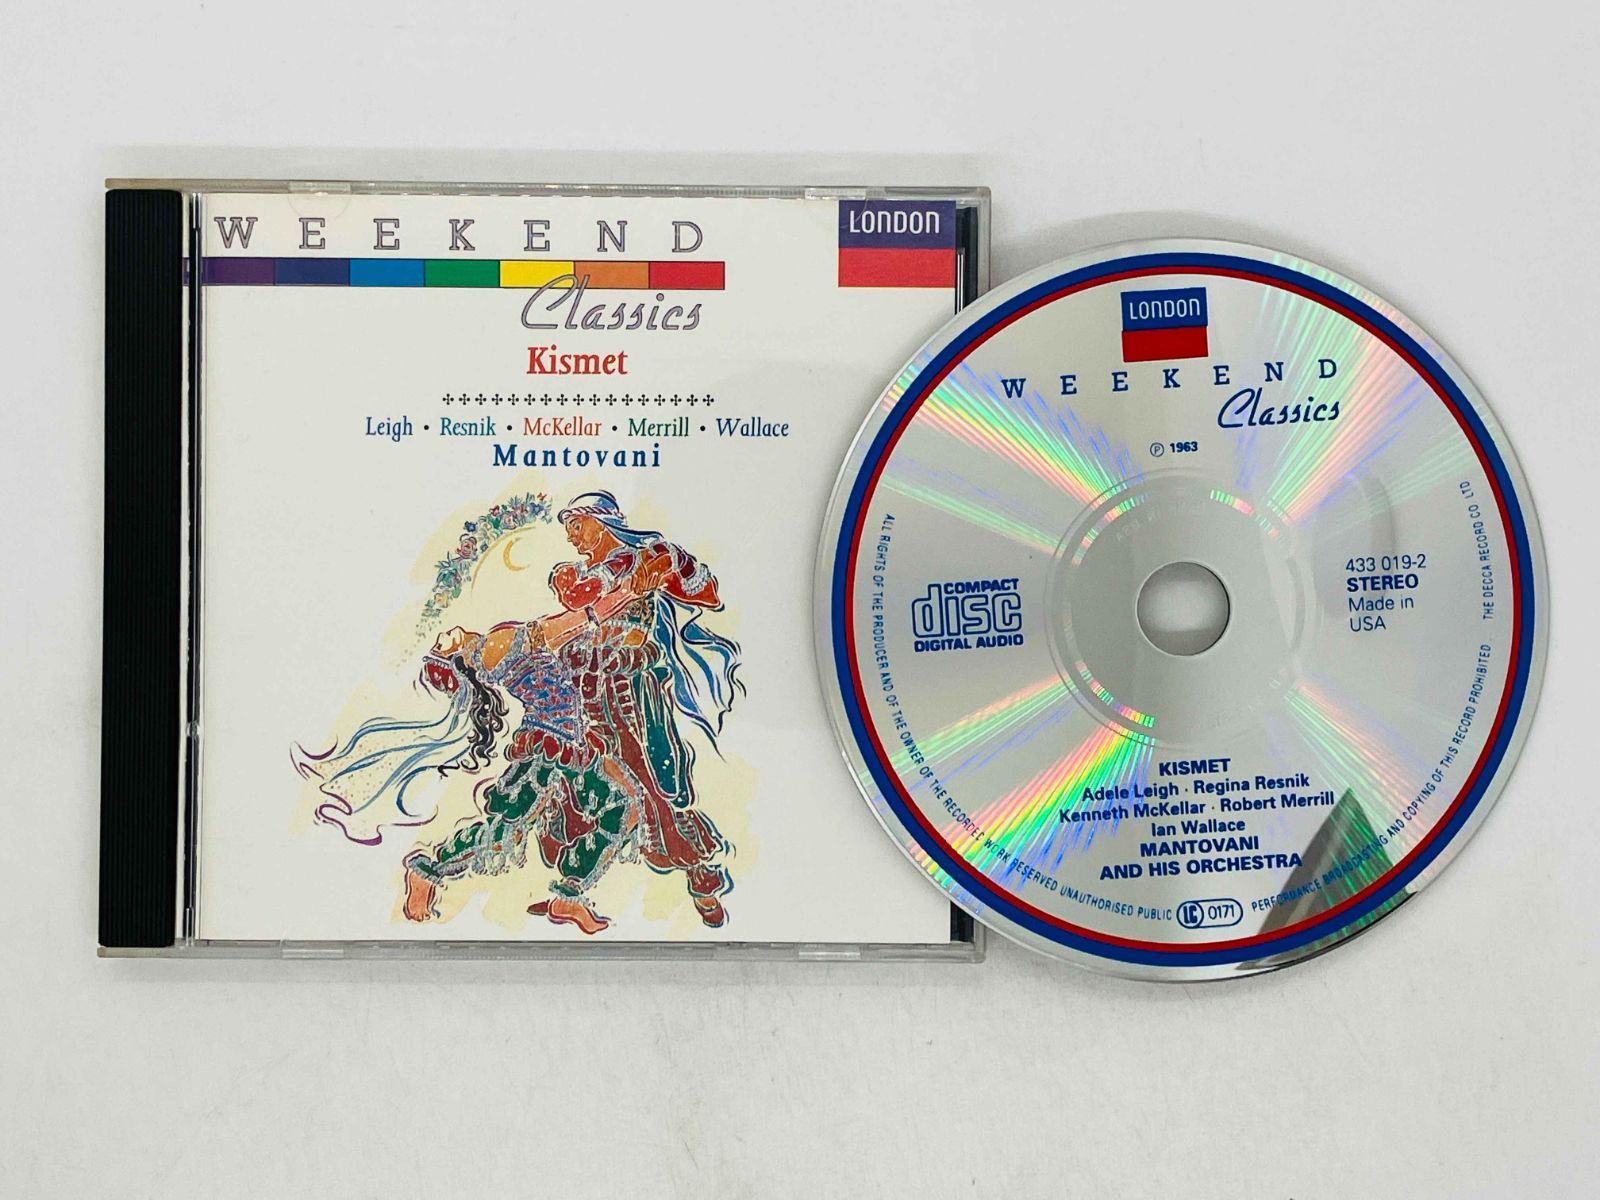 WEEKEND
Classics
LONDON
Kismet
Leigh • Resnik • McKellar • Merrill • Wallace
Mantovani
LONDON
WEEKEND
Classics
℗ 1963
COMPACT
disc
DIGITAL AUDIO
433 019-2
STEREO
Made in
USA
KISMET
Adele Leigh · Regina Resnik
Kenneth McKellar · Robert Merrill
Ian Wallace
MANTOVANI
AND HIS ORCHESTRA
ALL RIGHTS OF THE PRODUCER AND OF THE OWNER OF THE RECORDED WORK RESERVED UNAUTHORISED PUBLIC
LC 0171
PERFORMANCE BROADCASTING AND COPYING OF THIS RECORD PROHIBITED . THE DECCA RECORD CO. LTD